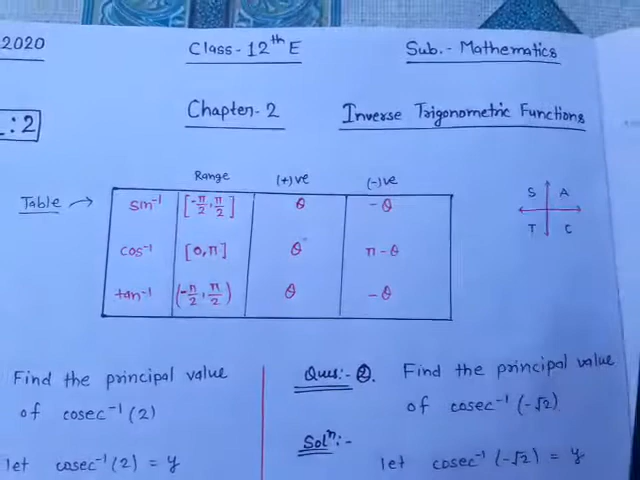 2020 Class-12th E Sub.- Mathematics
:2 Chapter-2 Inverse Trigonometric Functions
Range (+)ve (-)ve
Table → sin⁻¹ [-π/2, π/2] θ -θ
cos⁻¹ [0, π] θ π-θ
tan⁻¹ (-π/2, π/2) θ -θ
S A
T C
Find the principal value
of cosec⁻¹(2)
let cosec⁻¹(2) = y
Ques:- ②. Find the principal value
of cosec⁻¹(-√2)
Solⁿ:-
let cosec⁻¹(-√2) = y